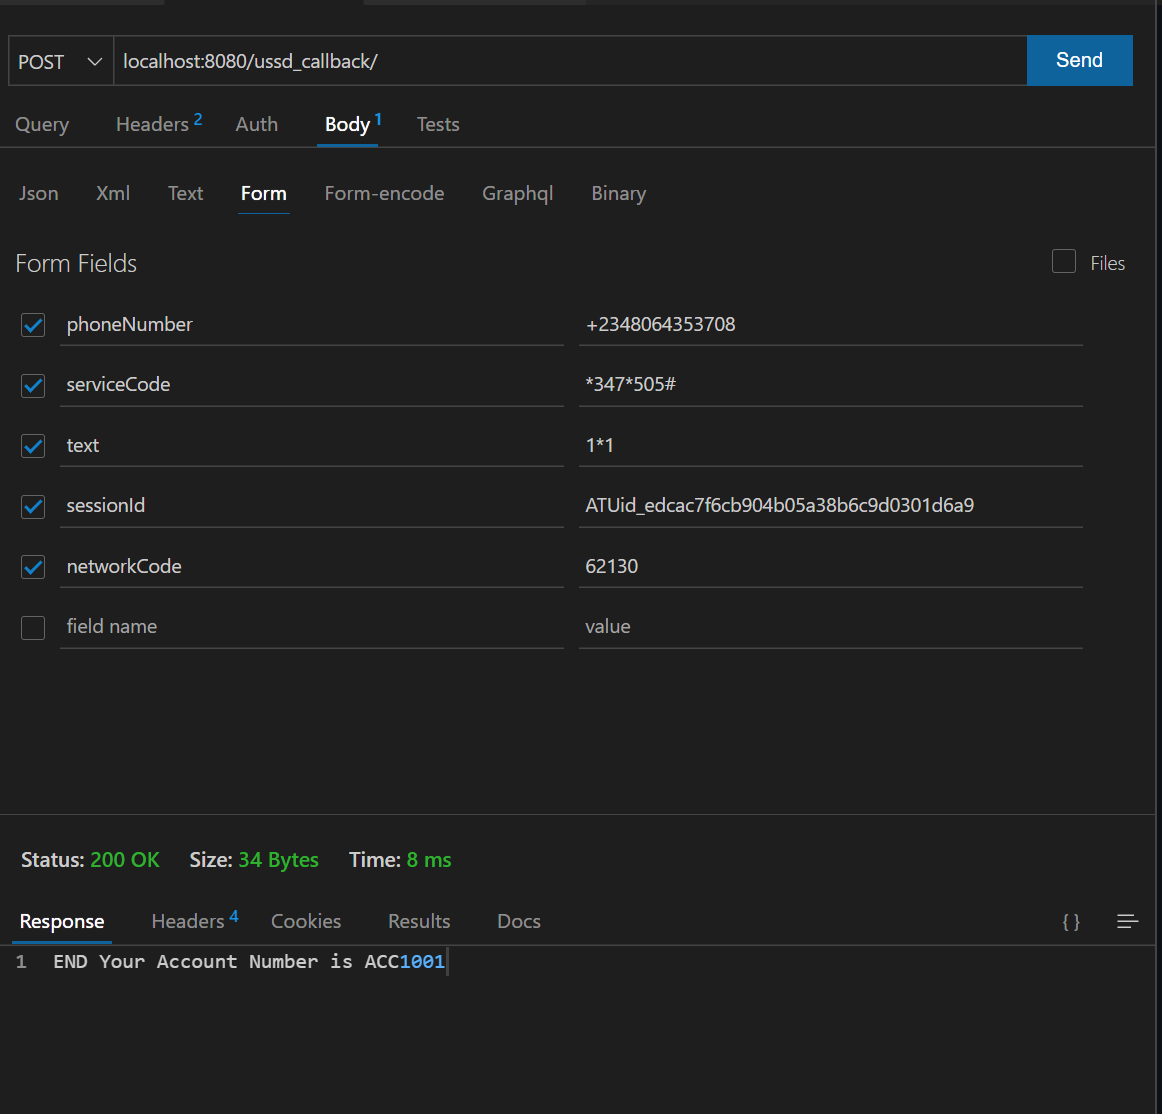 POST localhost:8080/ussd_callback/ Send
Query Headers 2 Auth Body 1 Tests
Json Xml Text Form Form-encode Graphql Binary
Form Fields Files
phoneNumber +2348064353708
serviceCode *347*505#
text 1*1
sessionId ATUid_edcac7f6cb904b05a38b6c9d0301d6a9
networkCode 62130
field name value
Status: 200 OK Size: 34 Bytes Time: 8 ms
Response Headers 4 Cookies Results Docs { }
1 END Your Account Number is ACC1001